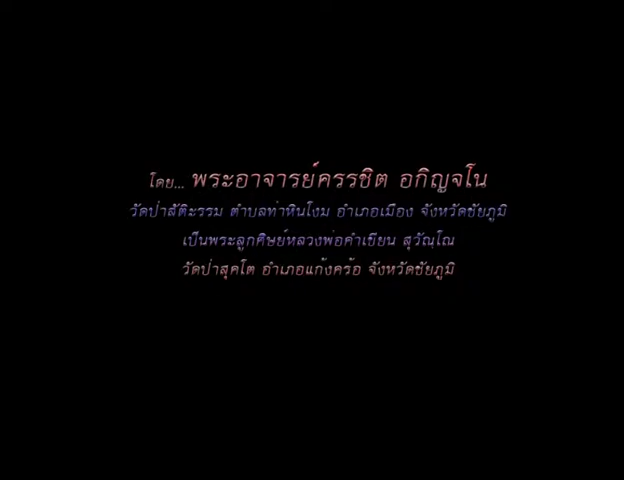 โดย... พระอาจารย์ครรชิต อกิญจโน
วัดป่าสัติะรรม ตำบลท่าหินโงม อำเภอเมือง จังหวัดชัยภูมิ
เป็นพระลูกศิษย์หลวงพ่อคำเขียน สุวัณฺโณ
วัดป่าสุคโต อำเภอแก้งคร้อ จังหวัดชัยภูมิ